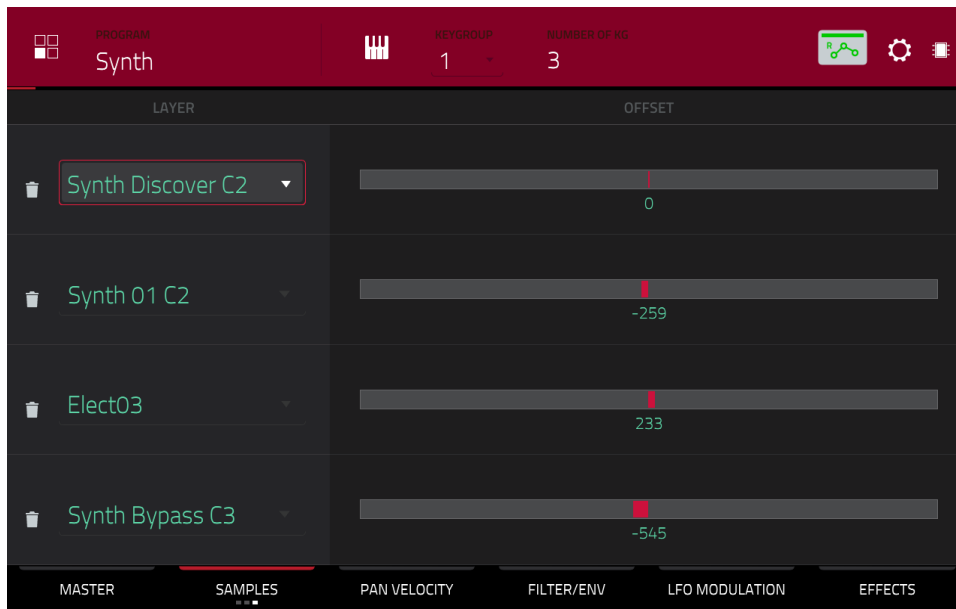 PROGRAM KEYGROUP NUMBER OF KG
Synth 1 3 R
LAYER OFFSET
Synth Discover C2
0
Synth 01 C2
-259
Elect03
233
Synth Bypass C3
-545
MASTER SAMPLES PAN VELOCITY FILTER/ENV LFO MODULATION EFFECTS